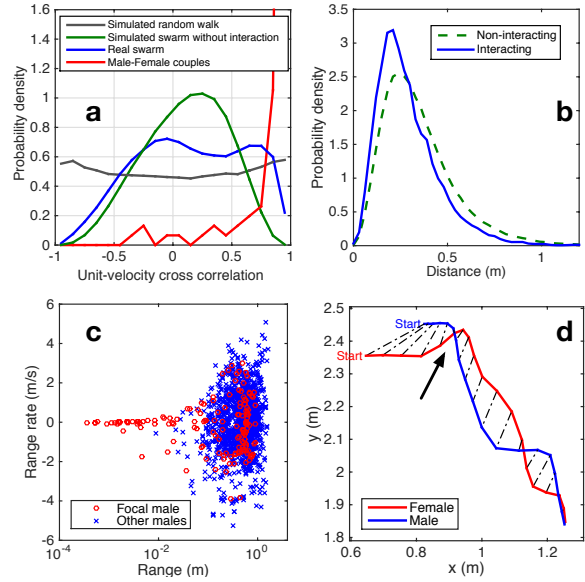 a
Simulated random walk
Simulated swarm without interaction
Real swarm
Male-Female couples
Probability density
1.6
1.4
1.2
1
0.8
0.6
0.4
0.2
0
-1 -0.5 0 0.5 1
Unit-velocity cross correlation
b
Non-interacting
Interacting
Probability density
3.5
3
2.5
2
1.5
1
0.5
0
0 0.5 1
Distance (m)
c
Range rate (m/s)
6
4
2
0
-2
-4
-6
Focal male
Other males
10-4 10-2 100
Range (m)
d
y (m)
2.5
2.4
2.3
2.2
2.1
2
1.9
1.8
Start
Start
Female
Male
0.6 0.8 1 1.2
x (m)